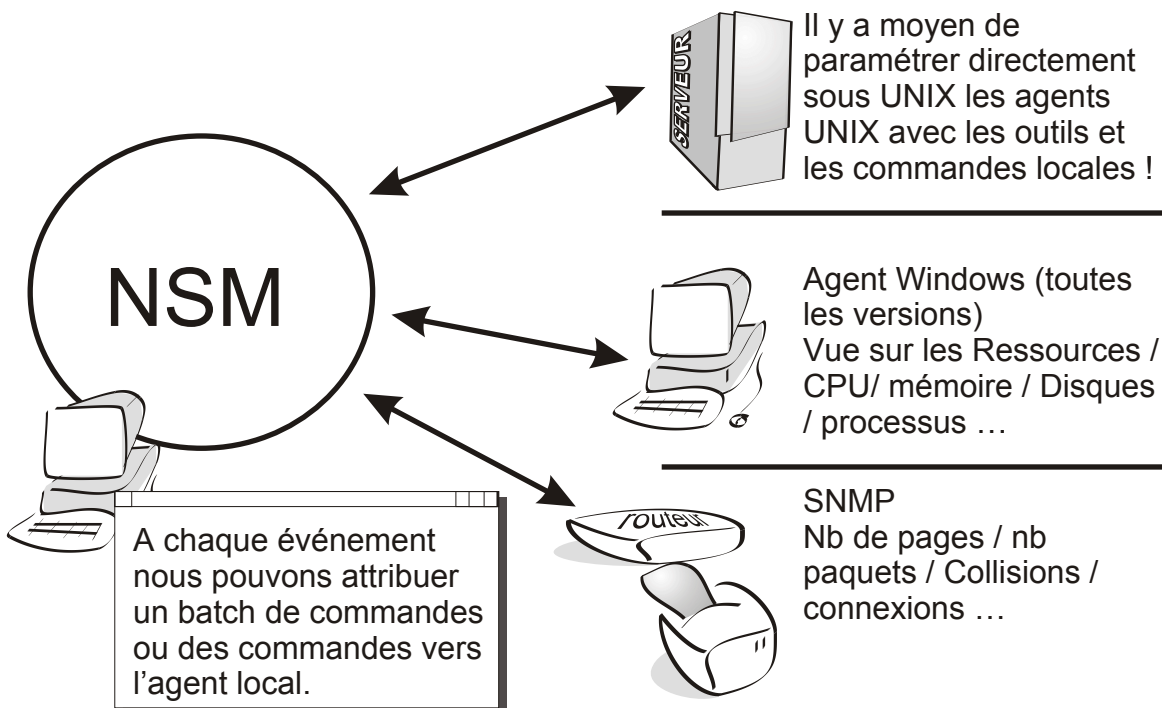 SERVEUR
Il y a moyen de
paramétrer directement
sous UNIX les agents
UNIX avec les outils et
les commandes locales !
NSM
Agent Windows (toutes
les versions)
Vue sur les Ressources /
CPU/ mémoire / Disques
/ processus …
routeur
SNMP
Nb de pages / nb
paquets / Collisions /
connexions …
A chaque événement
nous pouvons attribuer
un batch de commandes
ou des commandes vers
l’agent local.